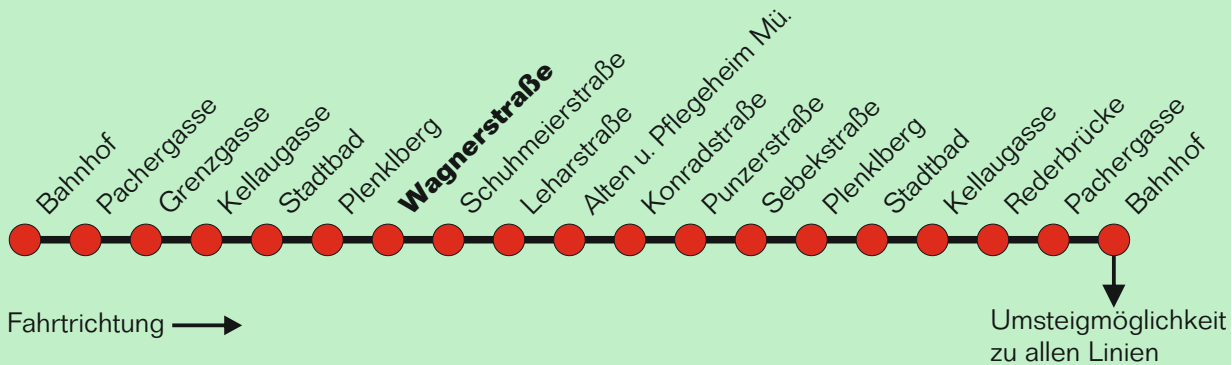 Bahnhof
Pachergasse
Grenzgasse
Kellaugasse
Stadtbad
Plenklberg
Wagnerstraße
Schuhmeierstraße
Leharstraße
Alten u. Pflegeheim Mü.
Konradstraße
Punzerstraße
Sebekstraße
Plenklberg
Stadtbad
Kellaugasse
Rederbrücke
Pachergasse
Bahnhof
Fahrtrichtung
Umsteigmöglichkeit
zu allen Linien